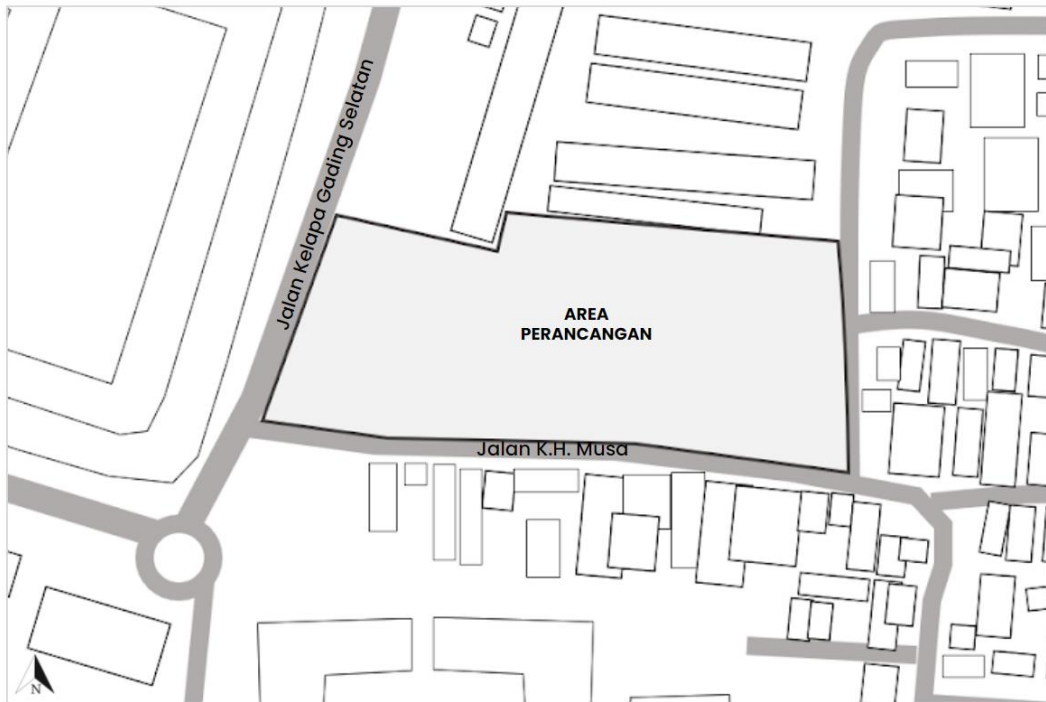 Jalan Kelapa Gading Selatan
AREA
PERANCANGAN
Jalan K.H. Musa
N